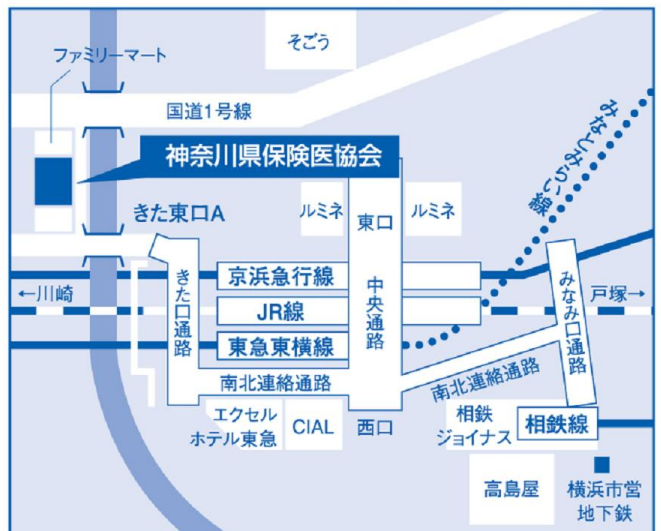 そごう
ファミリーマート
国道1号線
神奈川県保険医協会
みなとみらい線
きた東口A
ルミネ
東口
ルミネ
京浜急行線
←川崎
きた口通路
中央通路
みなみ口通路
戸塚→
JR線
東急東横線
南北連絡通路
南北連絡通路
エクセル
ホテル東急
CIAL
西口
相鉄
ジョイナス
相鉄線
高島屋
横浜市営
地下鉄